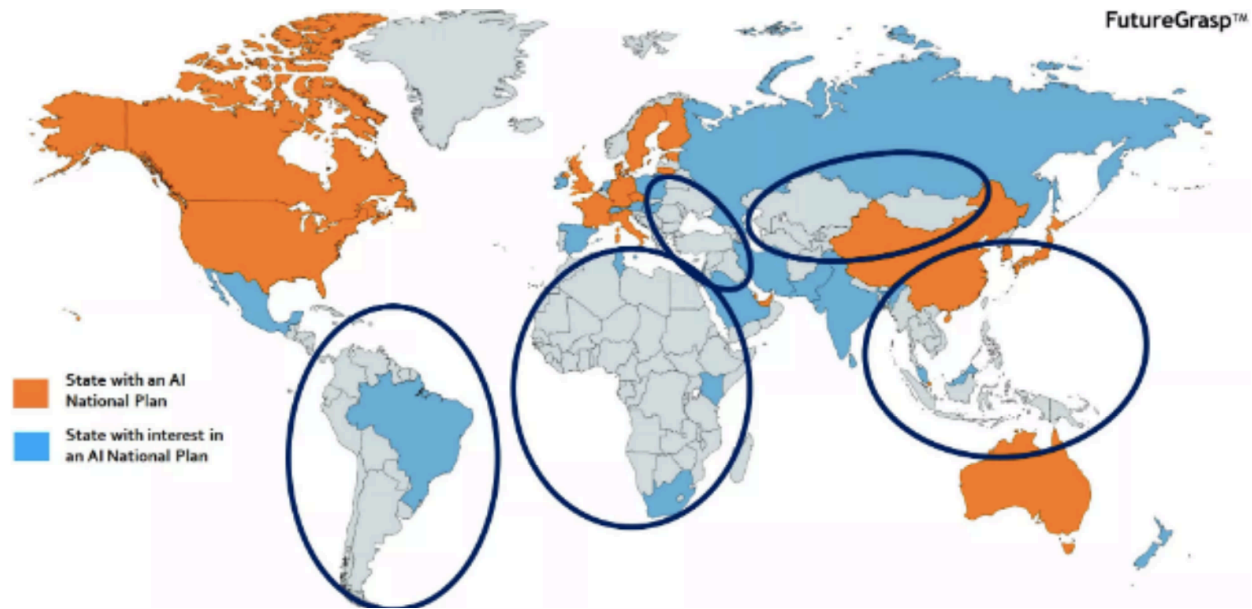 FutureGrasp™
State with an AI
National Plan
State with interest in
an AI National Plan